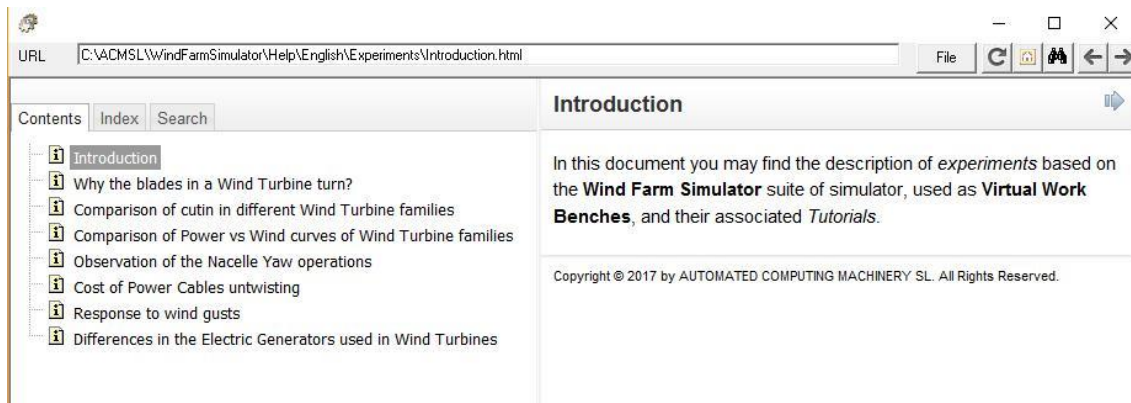 URL C:\ACMSL\WindFarmSimulator\Help\English\Experiments\Introduction.html File
Contents Index Search
Introduction
Why the blades in a Wind Turbine turn?
Comparison of cutin in different Wind Turbine families
Comparison of Power vs Wind curves of Wind Turbine families
Observation of the Nacelle Yaw operations
Cost of Power Cables untwisting
Response to wind gusts
Differences in the Electric Generators used in Wind Turbines
Introduction
In this document you may find the description of experiments based on
the Wind Farm Simulator suite of simulator, used as Virtual Work
Benches, and their associated Tutorials.
Copyright © 2017 by AUTOMATED COMPUTING MACHINERY SL. All Rights Reserved.